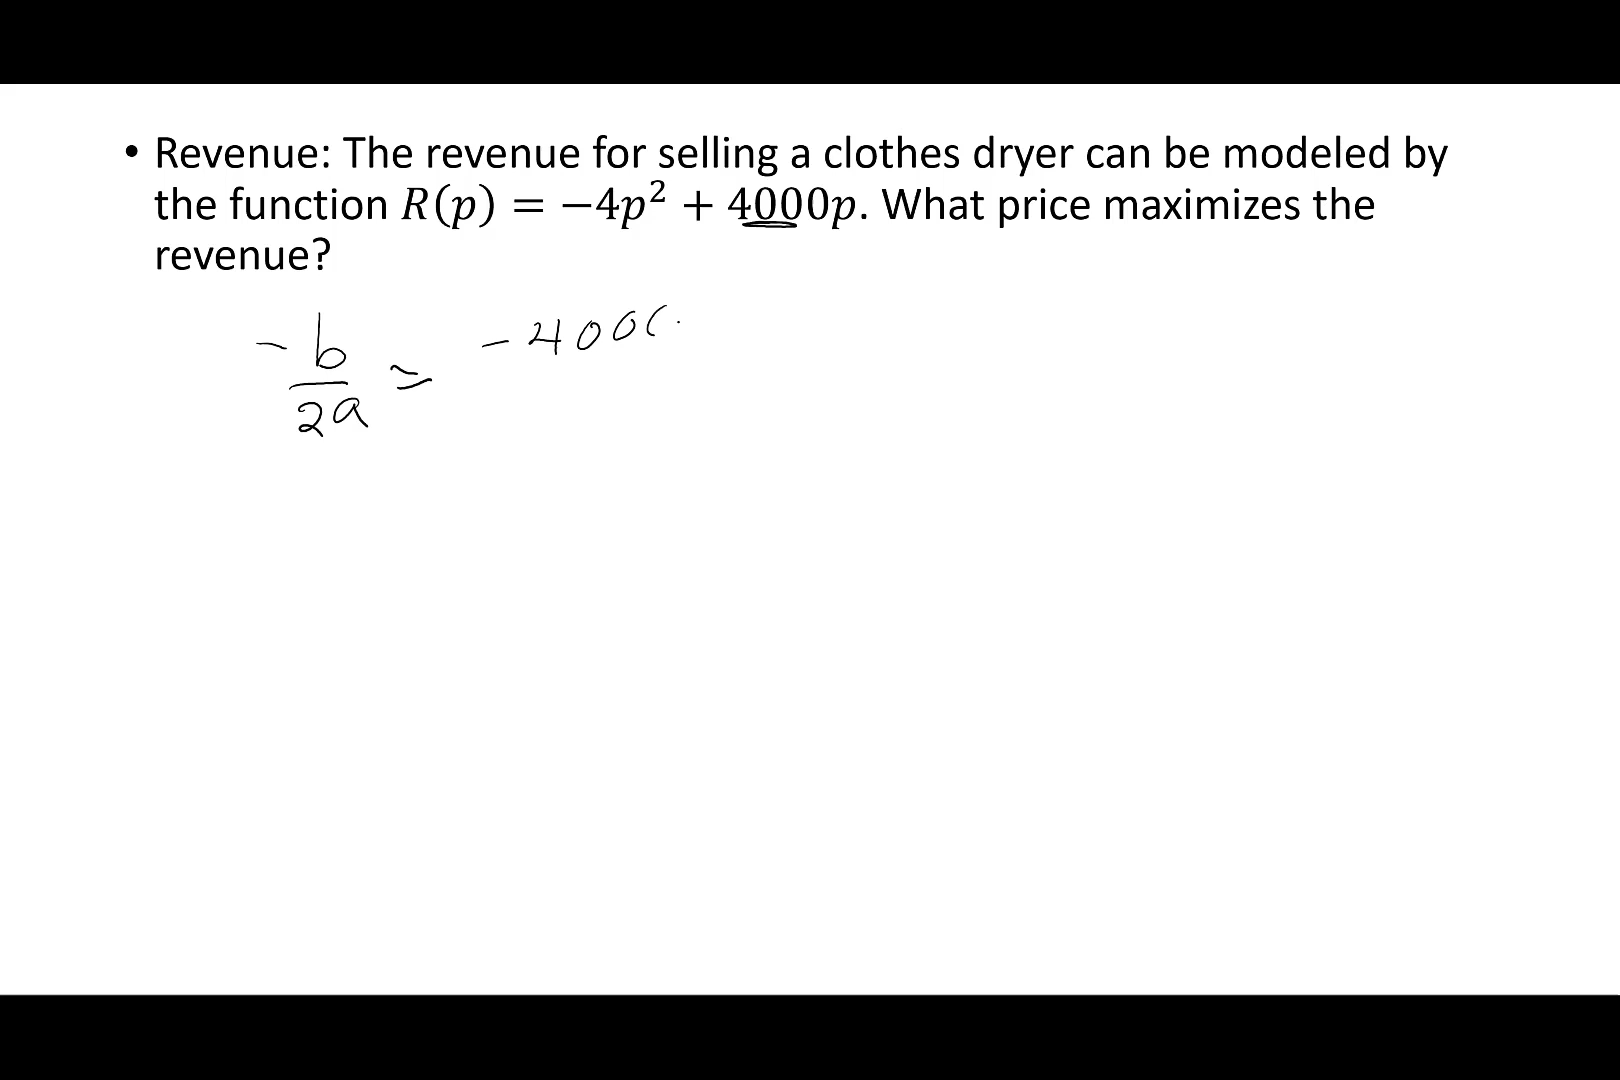 • Revenue: The revenue for selling a clothes dryer can be modeled by
the function R(p) = −4p² + 4000p. What price maximizes the
revenue?
-b/2a = -400(